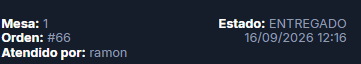 Mesa: 1
Estado: ENTREGADO
Orden: #66
16/09/2026 12:16
Atendido por: ramon